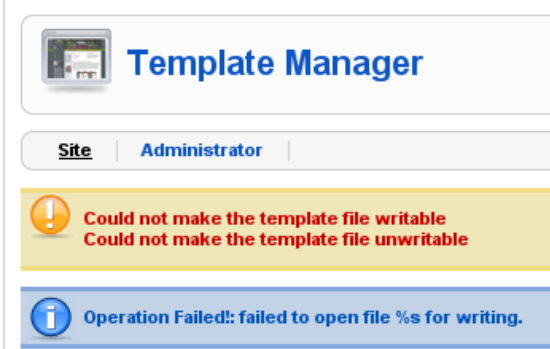 Template Manager
Site
Administrator
Could not make the template file writable
Could not make the template file unwritable
Operation Failed!: failed to open file %s for writing.